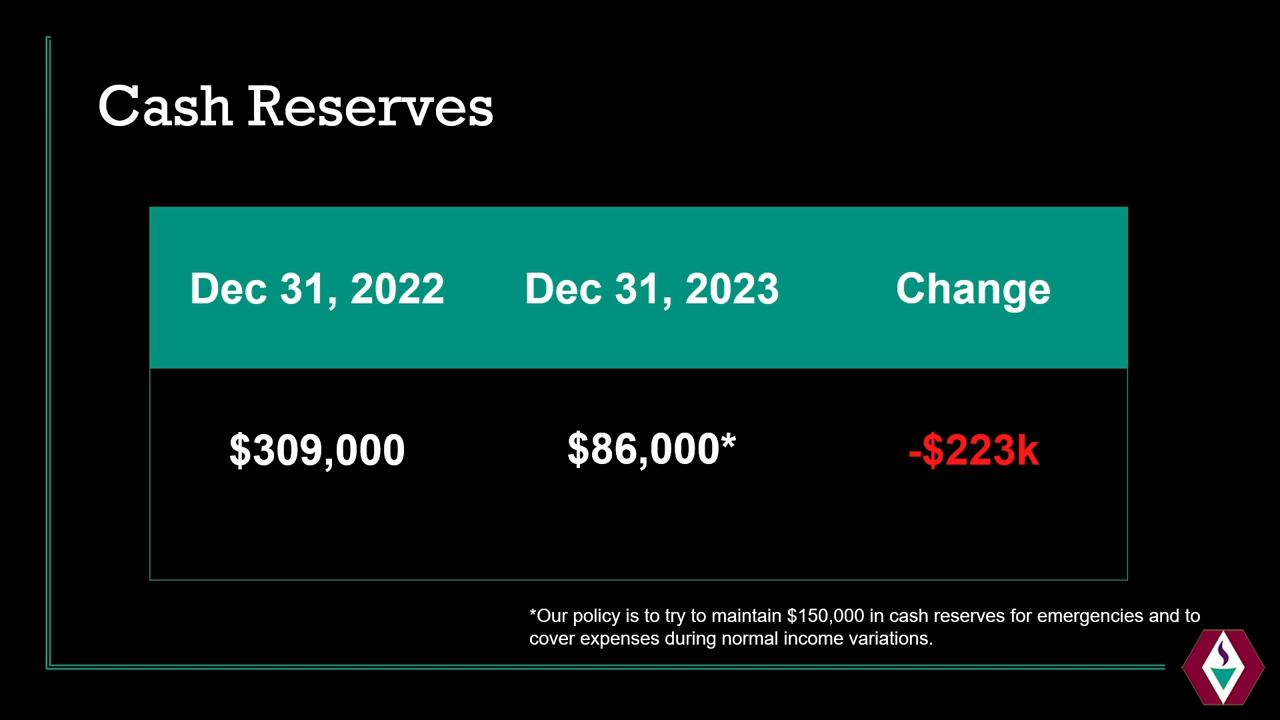 Cash Reserves
Dec 31, 2022 Dec 31, 2023 Change
$309,000 $86,000* -$223k
*Our policy is to try to maintain $150,000 in cash reserves for emergencies and to
cover expenses during normal income variations.